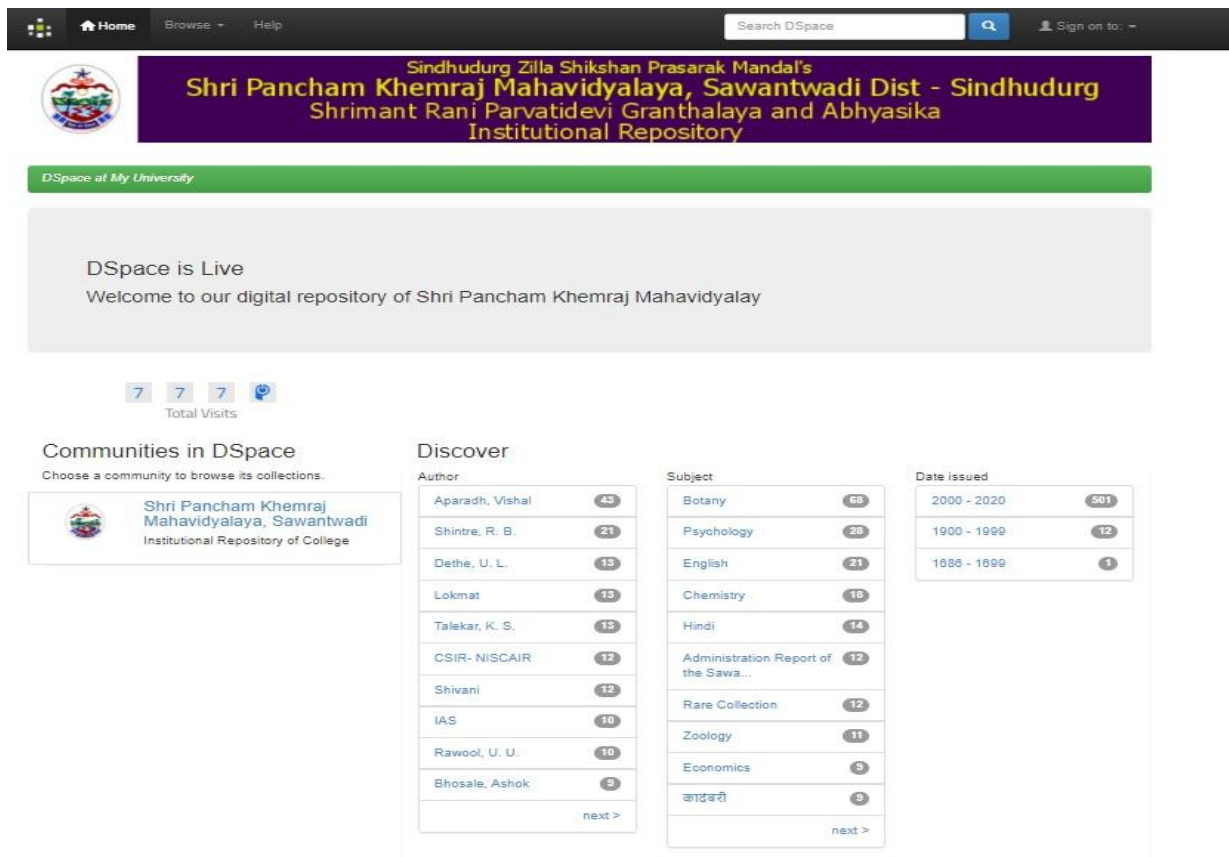 Home Browse Help Search DSpace Sign on to:
Sindhudurg Zilla Shikshan Prasarak Mandal's
Shri Pancham Khemraj Mahavidyalaya, Sawantwadi Dist - Sindhudurg
Shrimant Rani Parvatidevi Granthalaya and Abhyasika
Institutional Repository
DSpace at My University
DSpace is Live
Welcome to our digital repository of Shri Pancham Khemraj Mahavidyalay
7 7 7
Total Visits
Communities in DSpace
Choose a community to browse its collections.
Shri Pancham Khemraj
Mahavidyalaya, Sawantwadi
Institutional Repository of College
Discover
Author
Aparadh, Vishal 43
Shintre, R. B. 21
Dethe, U. L. 13
Lokmat 13
Talekar, K. S. 13
CSIR- NISCAIR 12
Shivani 12
IAS 10
Rawool, U. U. 10
Bhosale, Ashok 9
next >
Subject
Botany 68
Psychology 28
English 21
Chemistry 18
Hindi 14
Administration Report of 12
the Sawa...
Rare Collection 12
Zoology 11
Economics 9
कादंबरी 9
next >
Date issued
2000 - 2020 501
1900 - 1999 12
1686 - 1699 1